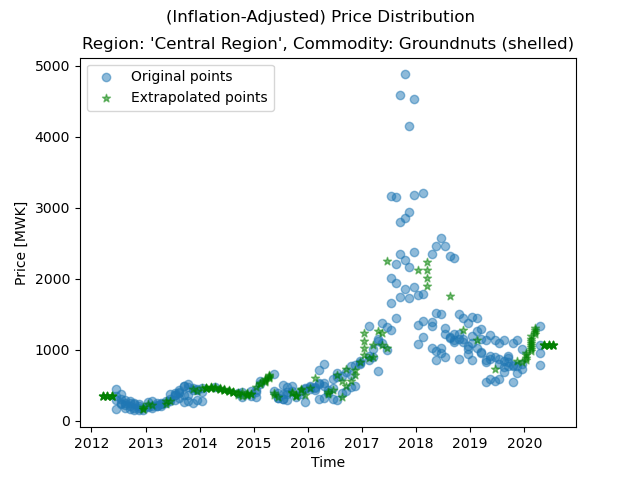 (Inflation-Adjusted) Price Distribution
Region: 'Central Region', Commodity: Groundnuts (shelled)
Original points
Extrapolated points
5000
4000
3000
2000
1000
0
Price [MWK]
2012 2013 2014 2015 2016 2017 2018 2019 2020
Time